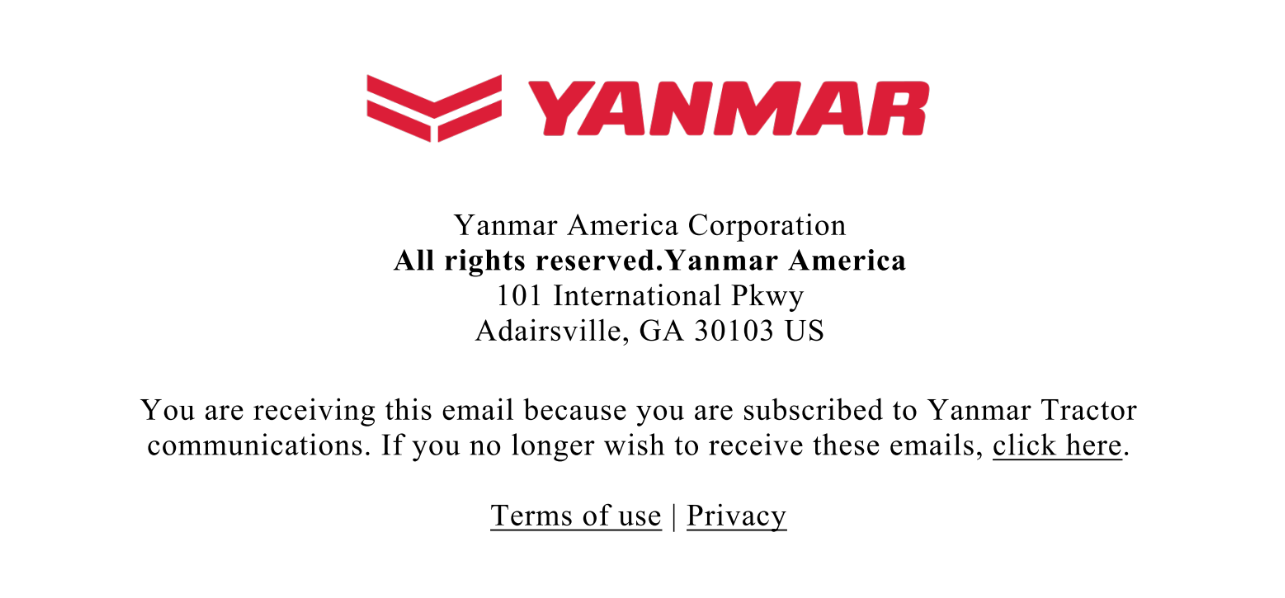 YANMAR
Yanmar America Corporation
All rights reserved.Yanmar America
101 International Pkwy
Adairsville, GA 30103 US
You are receiving this email because you are subscribed to Yanmar Tractor
communications. If you no longer wish to receive these emails, click here.
Terms of use | Privacy